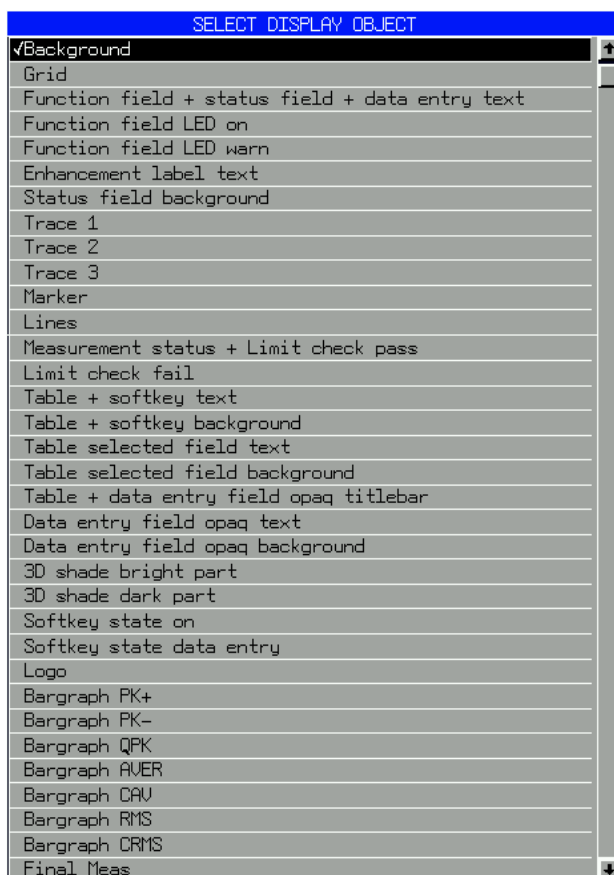 SELECT DISPLAY OBJECT
√Background
Grid
Function field + status field + data entry text
Function field LED on
Function field LED warn
Enhancement label text
Status field background
Trace 1
Trace 2
Trace 3
Marker
Lines
Measurement status + Limit check pass
Limit check fail
Table + softkey text
Table + softkey background
Table selected field text
Table selected field background
Table + data entry field opaq titlebar
Data entry field opaq text
Data entry field opaq background
3D shade bright part
3D shade dark part
Softkey state on
Softkey state data entry
Logo
Bargraph PK+
Bargraph PK-
Bargraph QPK
Bargraph AVER
Bargraph CAV
Bargraph RMS
Bargraph CRMS
Final Meas